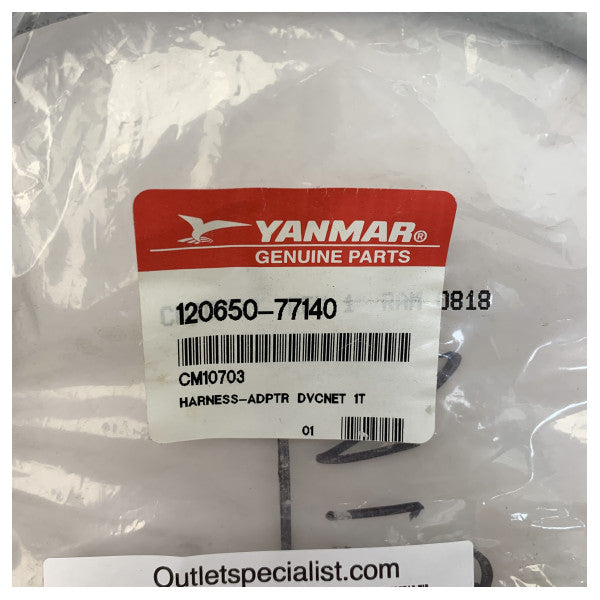 YANMAR®
GENUINE PARTS
120650-77140
0818
CM10703
HARNESS-ADPTR DVCNET 1T
01
Outletspecialist.com